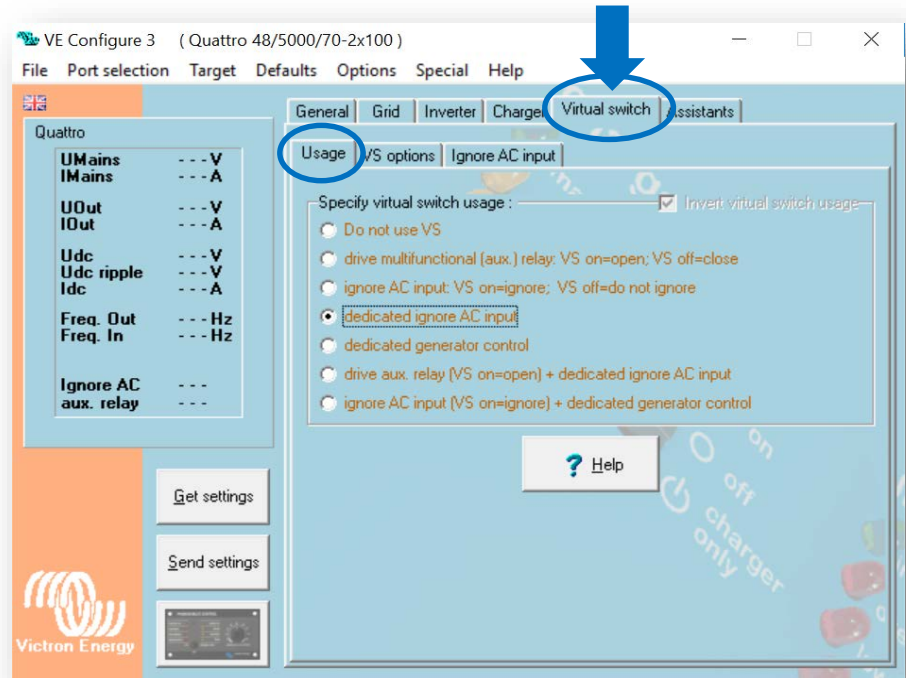 VE Configure 3 ( Quattro 48/5000/70-2x100 )
File Port selection Target Defaults Options Special Help
General Grid Inverter Charger Virtual switch Assistants
Usage VS options Ignore AC input
Quattro
UMains - - - V
IMains - - - A
UOut - - - V
IOut - - - A
Udc - - - V
Udc ripple - - - V
Idc - - - A
Freq. Out - - - Hz
Freq. In - - - Hz
Ignore AC - - -
aux. relay - - -
Specify virtual switch usage :
Invert virtual switch usage
Do not use VS
drive multifunctional (aux.) relay: VS on=open; VS off=close
ignore AC input: VS on=ignore; VS off=do not ignore
dedicated ignore AC input
dedicated generator control
drive aux. relay (VS on=open) + dedicated ignore AC input
ignore AC input (VS on=ignore) + dedicated generator control
? Help
on
off
charger
only
Get settings
Send settings
Victron Energy